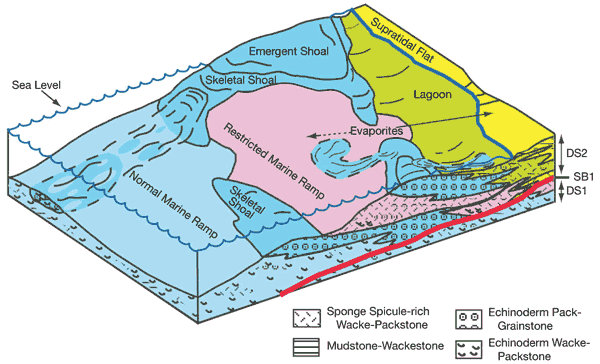 Supratidal Flat
Emergent Shoal
Skeletal Shoal
Sea Level
Lagoon
Evaporites
Restricted Marine Ramp
Normal Marine Ramp
Skeletal
Shoal
DS2
SB1
DS1
Sponge Spicule-rich
Wacke-Packstone
Echinoderm Pack-
Grainstone
Mudstone-Wackestone
Echinoderm Wacke-
Packstone